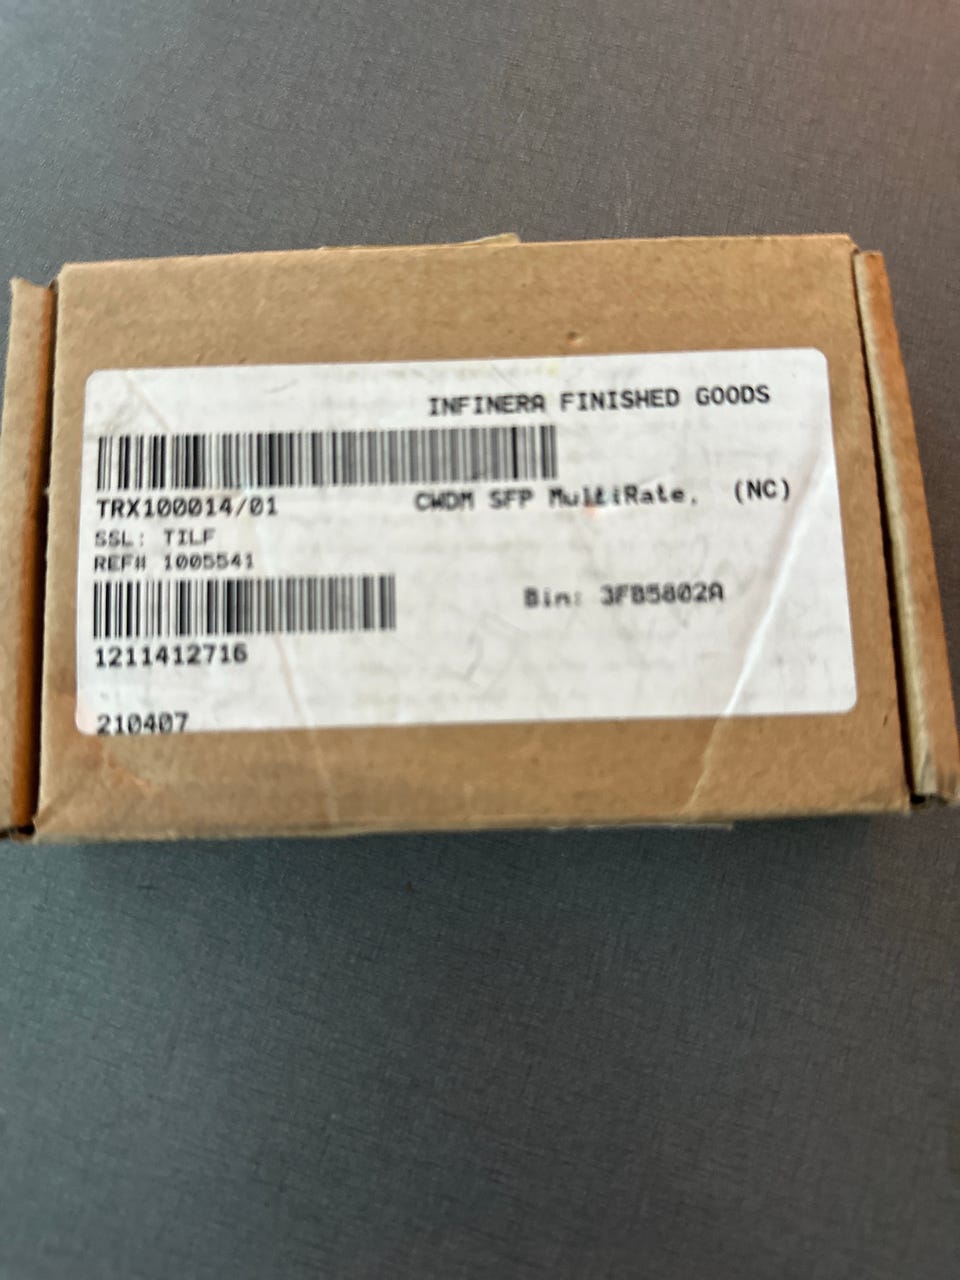 INFINERA FINISHED GOODS
TRX100014/01 CWDM SFP MultiRate. (NC)
SSL: TILF
REF# 1005541
Bin: 3FB5802A
1211412716
210407